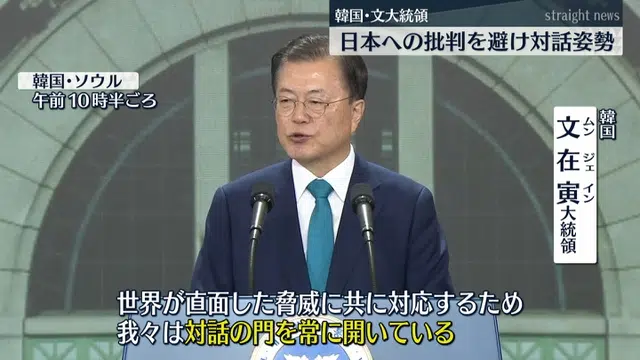 韓国・文大統領
straight news
日本への批判を避け対話姿勢
韓国・ソウル
午前10時半ごろ
韓国
文在寅大統領
ムン ジェ イン
世界が直面した脅威に共に対応するため
我々は対話の門を常に開いている